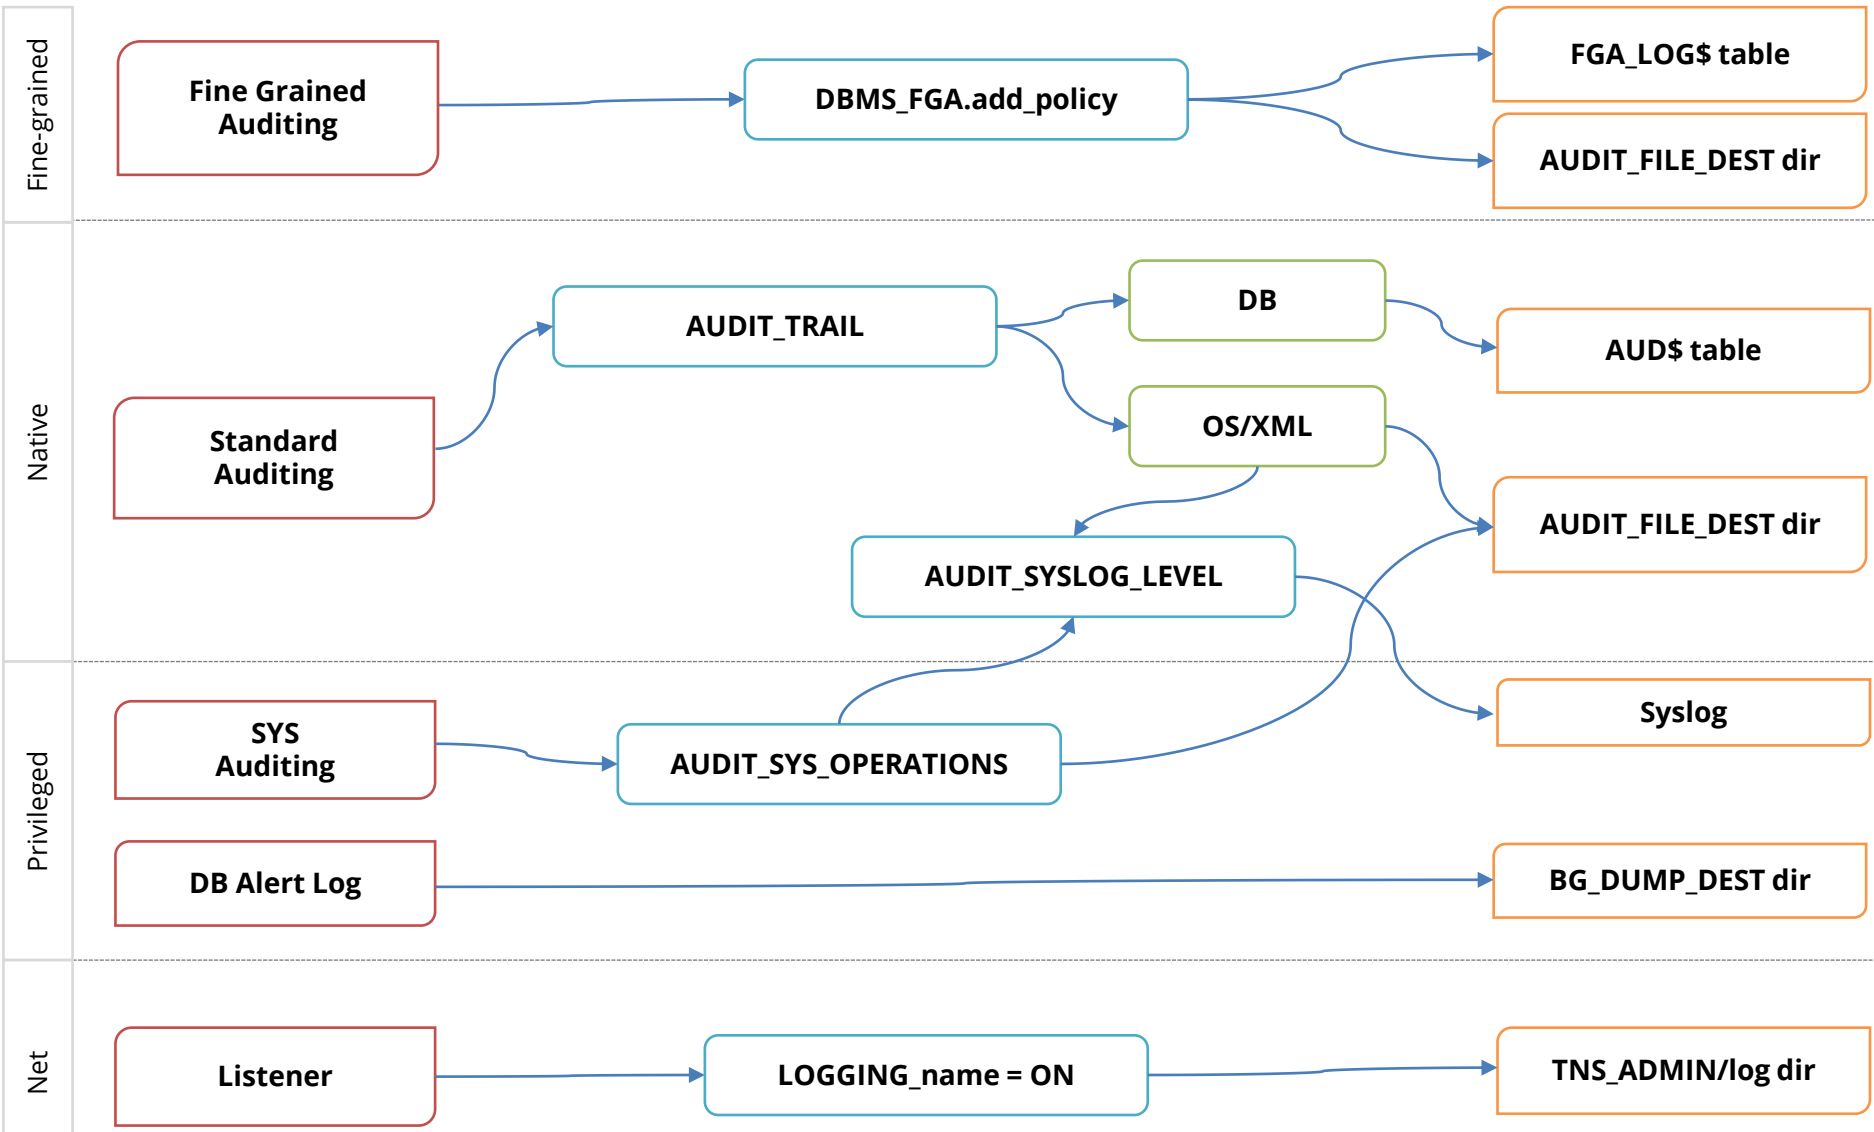 Fine-grained
Fine Grained
Auditing
DBMS_FGA.add_policy
FGA_LOG$ table
AUDIT_FILE_DEST dir
Native
Standard
Auditing
AUDIT_TRAIL
DB
OS/XML
AUDIT_SYSLOG_LEVEL
AUD$ table
AUDIT_FILE_DEST dir
Privileged
SYS
Auditing
AUDIT_SYS_OPERATIONS
Syslog
DB Alert Log
BG_DUMP_DEST dir
Net
Listener
LOGGING_name = ON
TNS_ADMIN/log dir